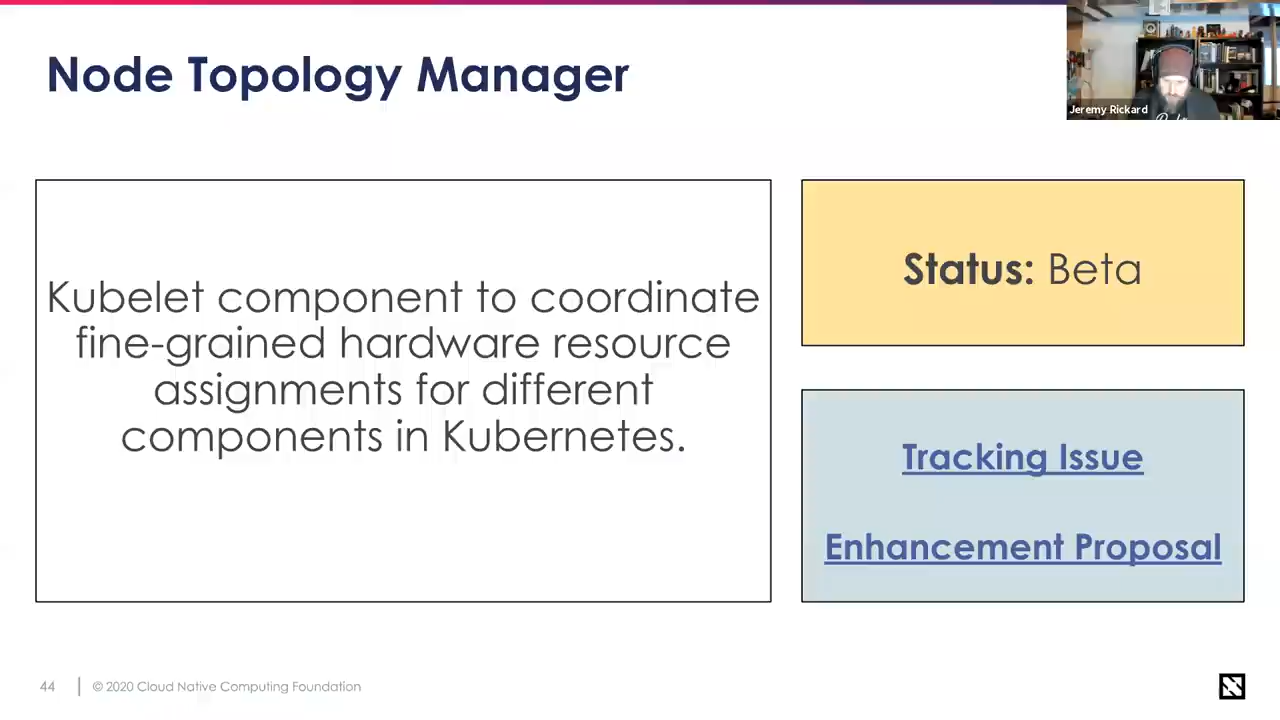 Node Topology Manager
Jeremy Rickard
Kubelet component to coordinate
fine-grained hardware resource
assignments for different
components in Kubernetes.
Status: Beta
Tracking Issue
Enhancement Proposal
44
© 2020 Cloud Native Computing Foundation